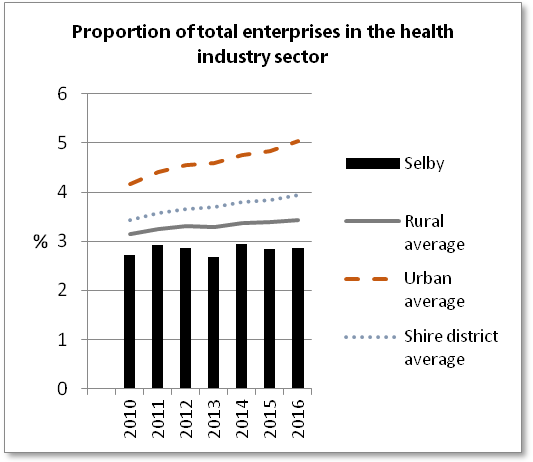 Proportion of total enterprises in the health
industry sector
6
5
4
3
2
1
0
%
2010
2011
2012
2013
2014
2015
2016
Selby
Rural
average
Urban
average
Shire district
average